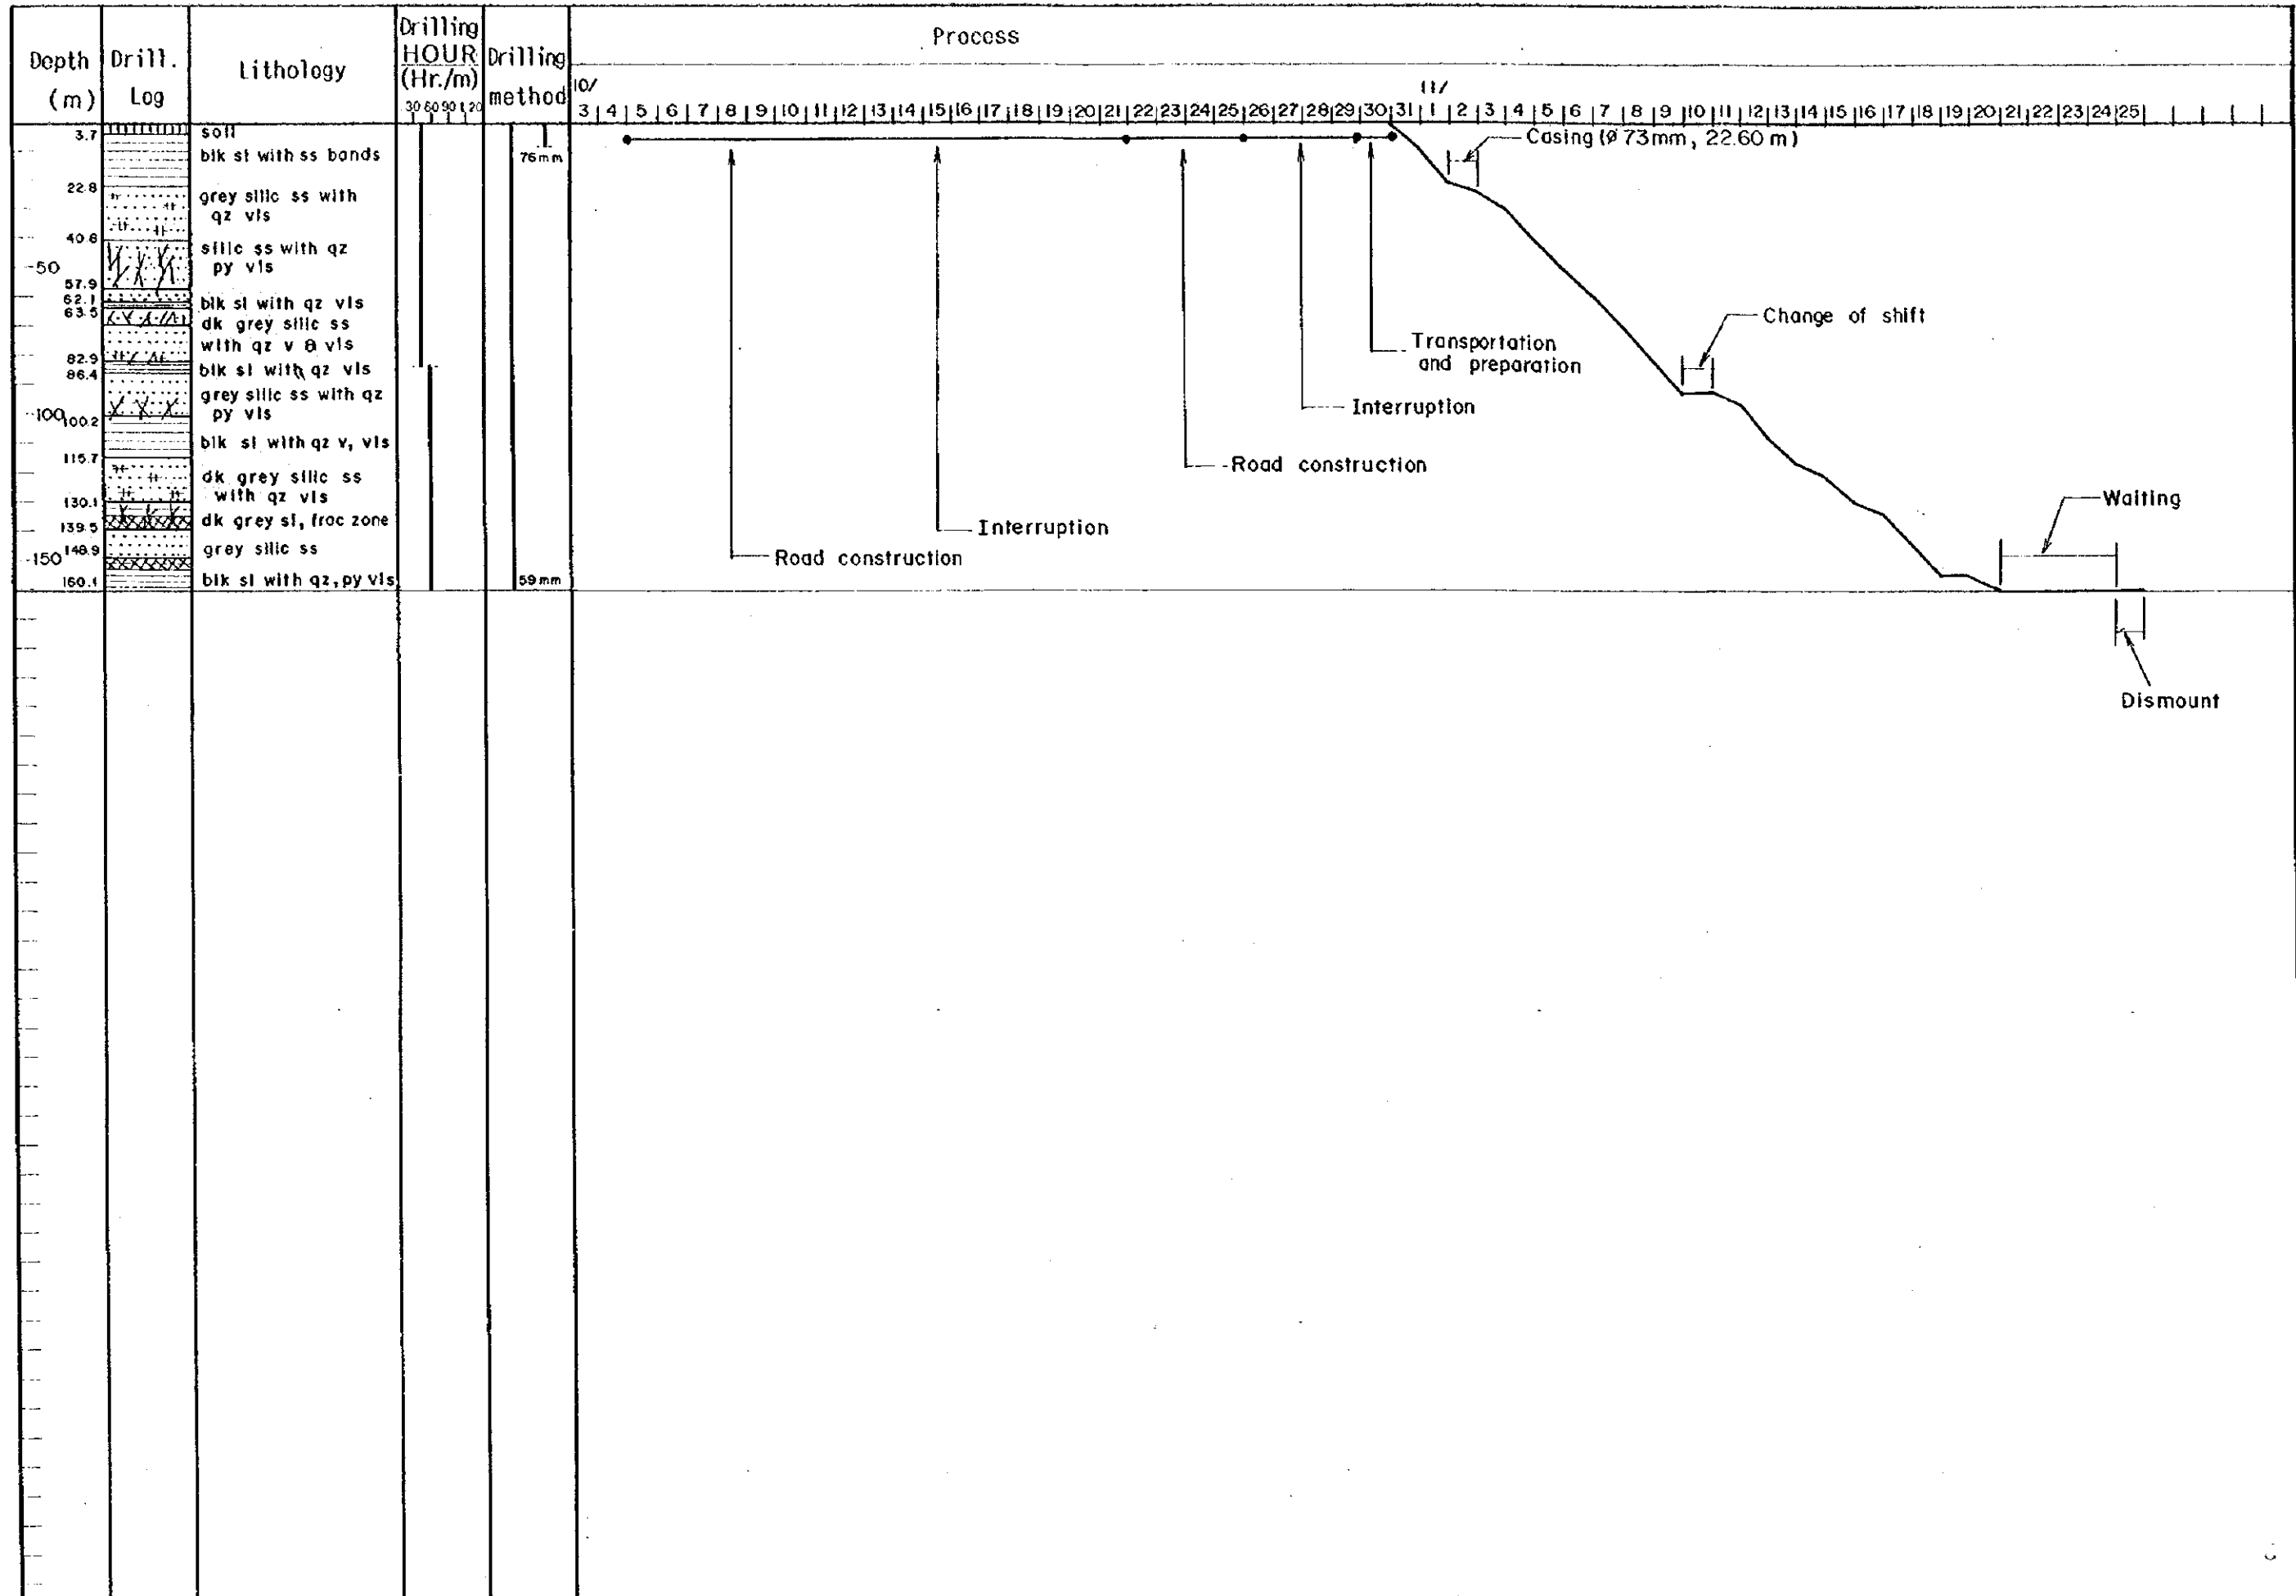 Process
Depth
(m)
Drill.
Log
Lithology
Drilling
HOUR
(Hr./m)
30 60 90 120
Drilling
method
10/
11/
3 4 5 6 7 8 9 10 11 12 13 14 15 16 17 18 19 20 21 22 23 24 25 26 27 28 29 30 31 1 2 3 4 5 6 7 8 9 10 11 12 13 14 15 16 17 18 19 20 21 22 23 24 25
3.7
soil
blk sl with ss bands
76mm
Casing (ø 73mm, 22.60 m)
22.8
grey silic ss with
qz vls
40.8
silic ss with qz
py vls
-50
57.9
62.1
blk sl with qz vls
63.5
dk grey silic ss
with qz v & vls
82.9
blk sl with qz vls
86.4
grey silic ss with qz
py vls
-100
100.2
blk sl with qz v, vls
115.7
dk grey silic ss
with qz vls
130.1
dk grey sl, frac zone
139.5
148.9
grey silic ss
-150
160.1
blk sl with qz, py vls
59mm
Change of shift
Transportation
and preparation
Interruption
Road construction
Waiting
Interruption
Road construction
Dismount